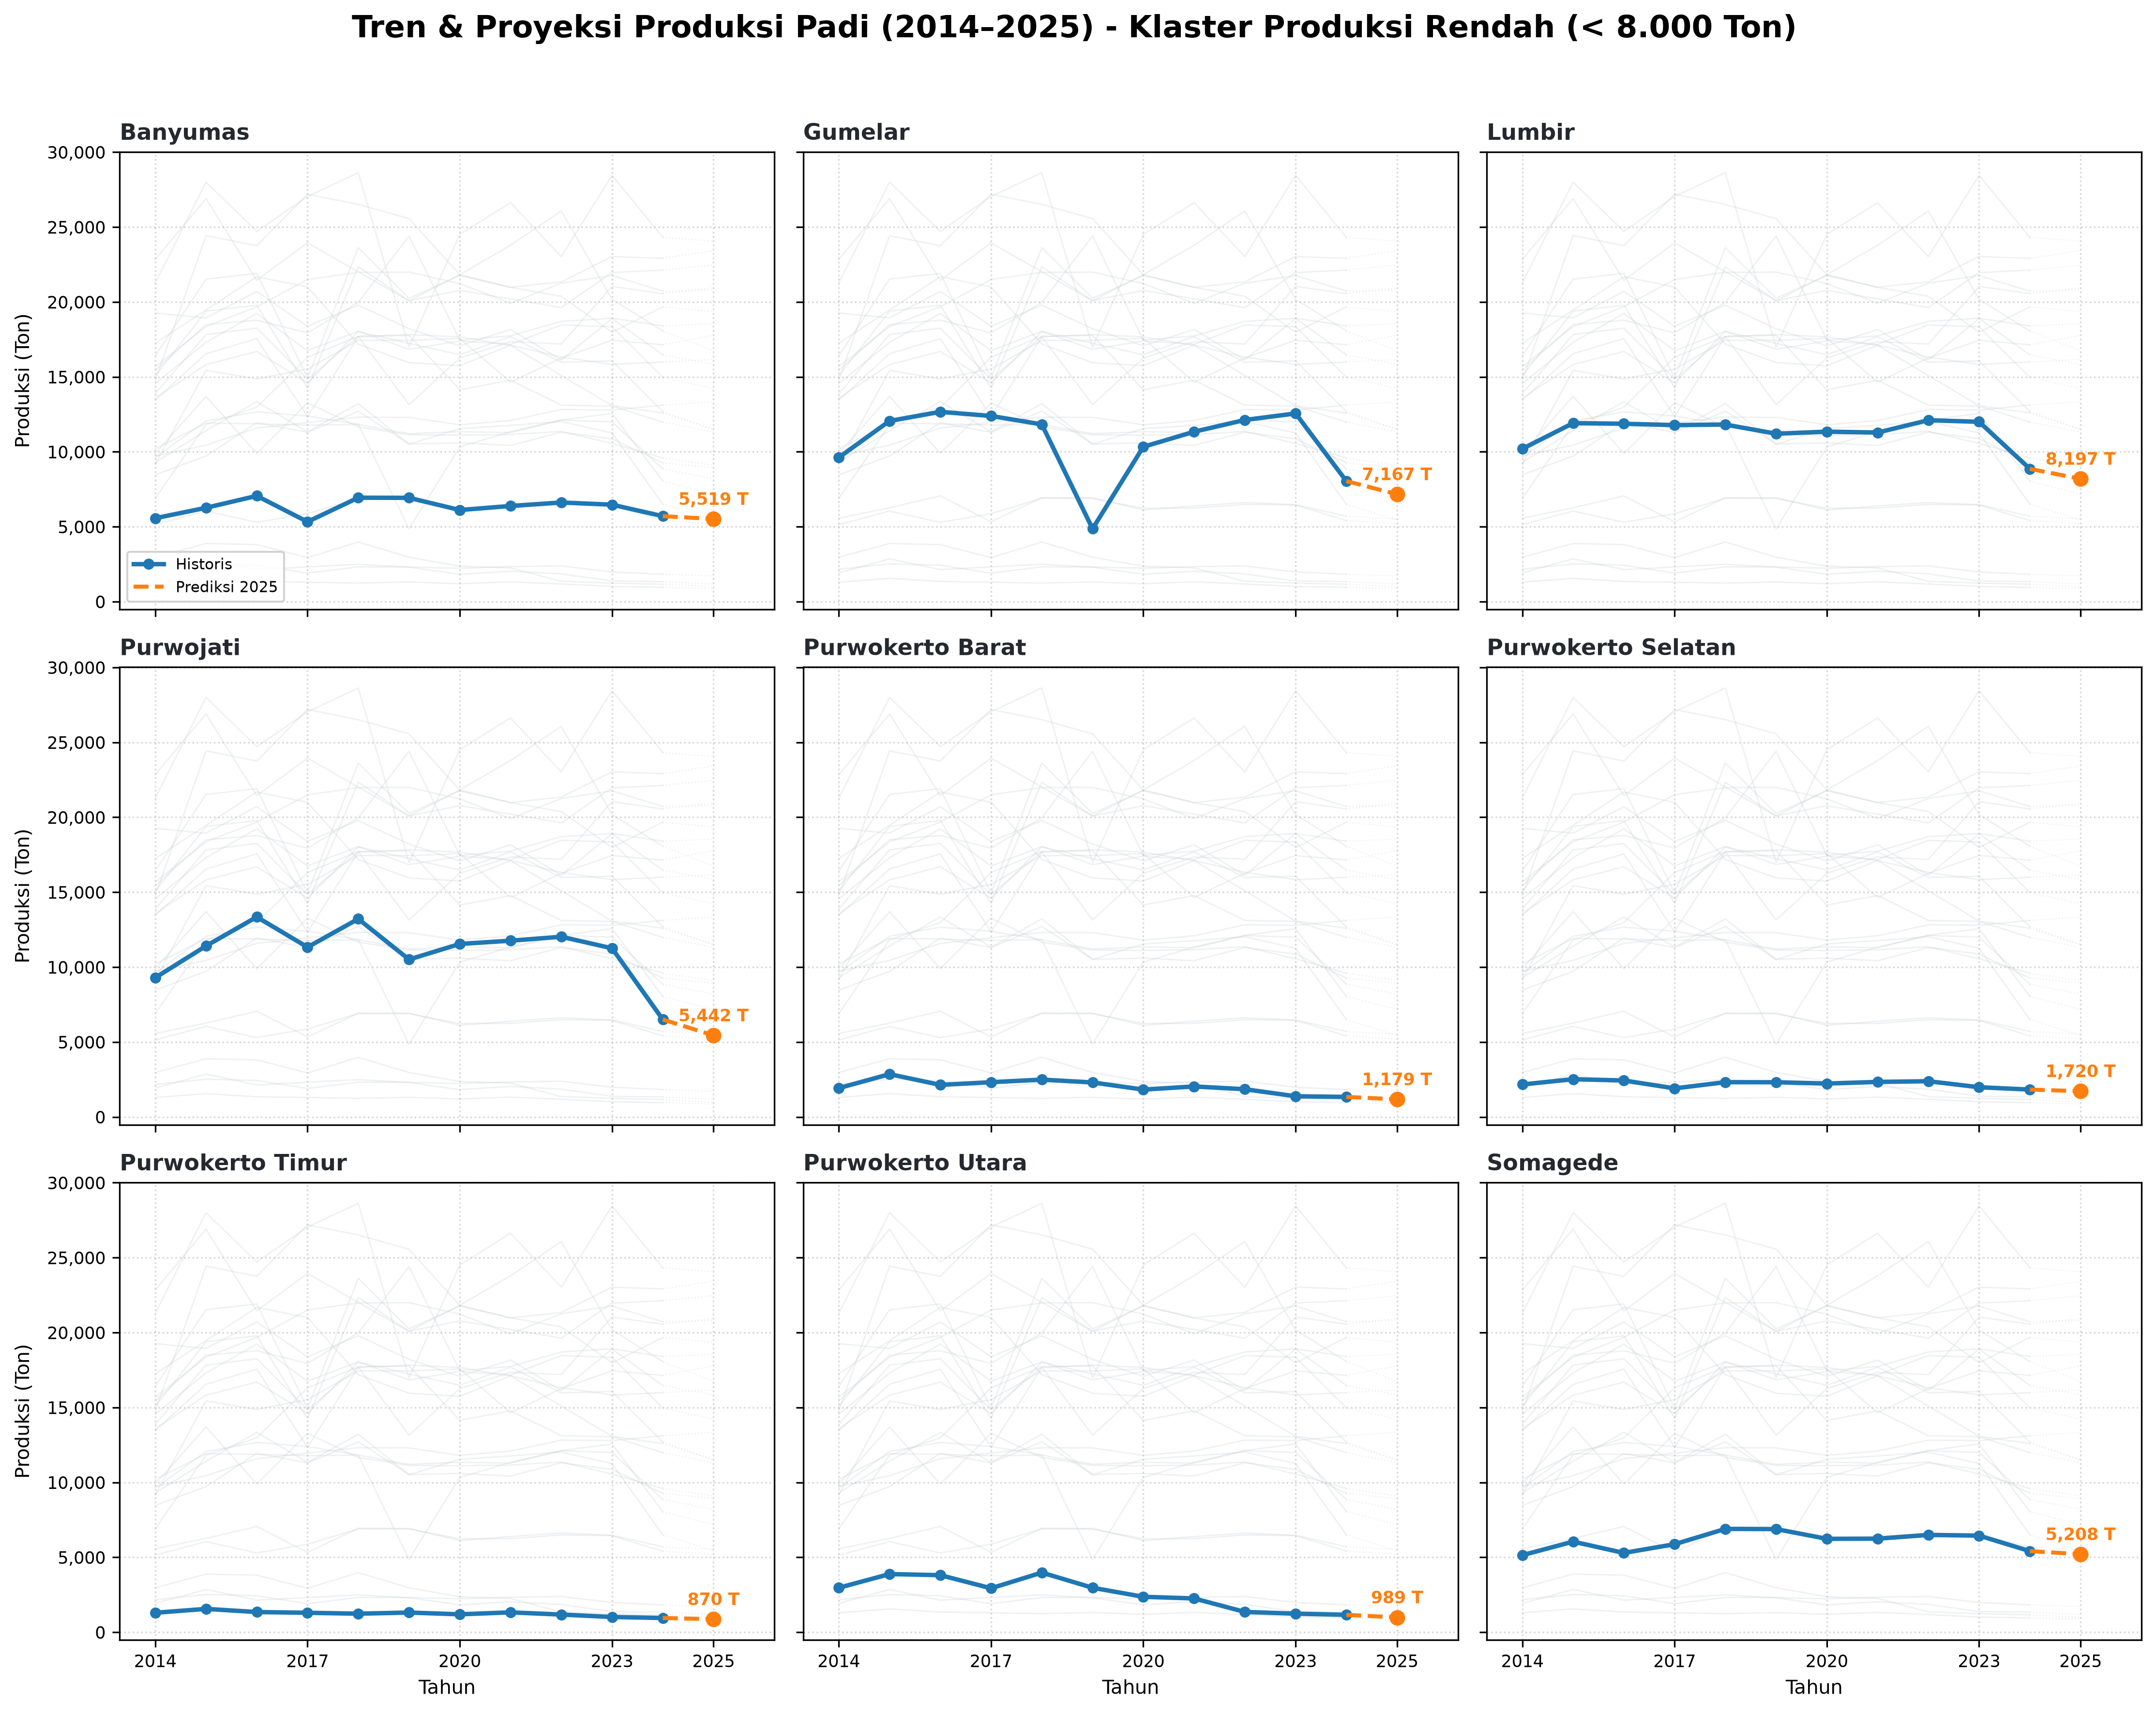 Tren & Proyeksi Produksi Padi (2014–2025) - Klaster Produksi Rendah (< 8.000 Ton)
Banyumas
Produksi (Ton)
30,000
25,000
20,000
15,000
10,000
5,000
0
5,519 T
Historis
Prediksi 2025
Gumelar
7,167 T
Lumbir
8,197 T
Purwojati
Produksi (Ton)
30,000
25,000
20,000
15,000
10,000
5,000
0
5,442 T
Purwokerto Barat
1,179 T
Purwokerto Selatan
1,720 T
Purwokerto Timur
Produksi (Ton)
30,000
25,000
20,000
15,000
10,000
5,000
0
870 T
2014 2017 2020 2023 2025
Tahun
Purwokerto Utara
989 T
2014 2017 2020 2023 2025
Tahun
Somagede
5,208 T
2014 2017 2020 2023 2025
Tahun